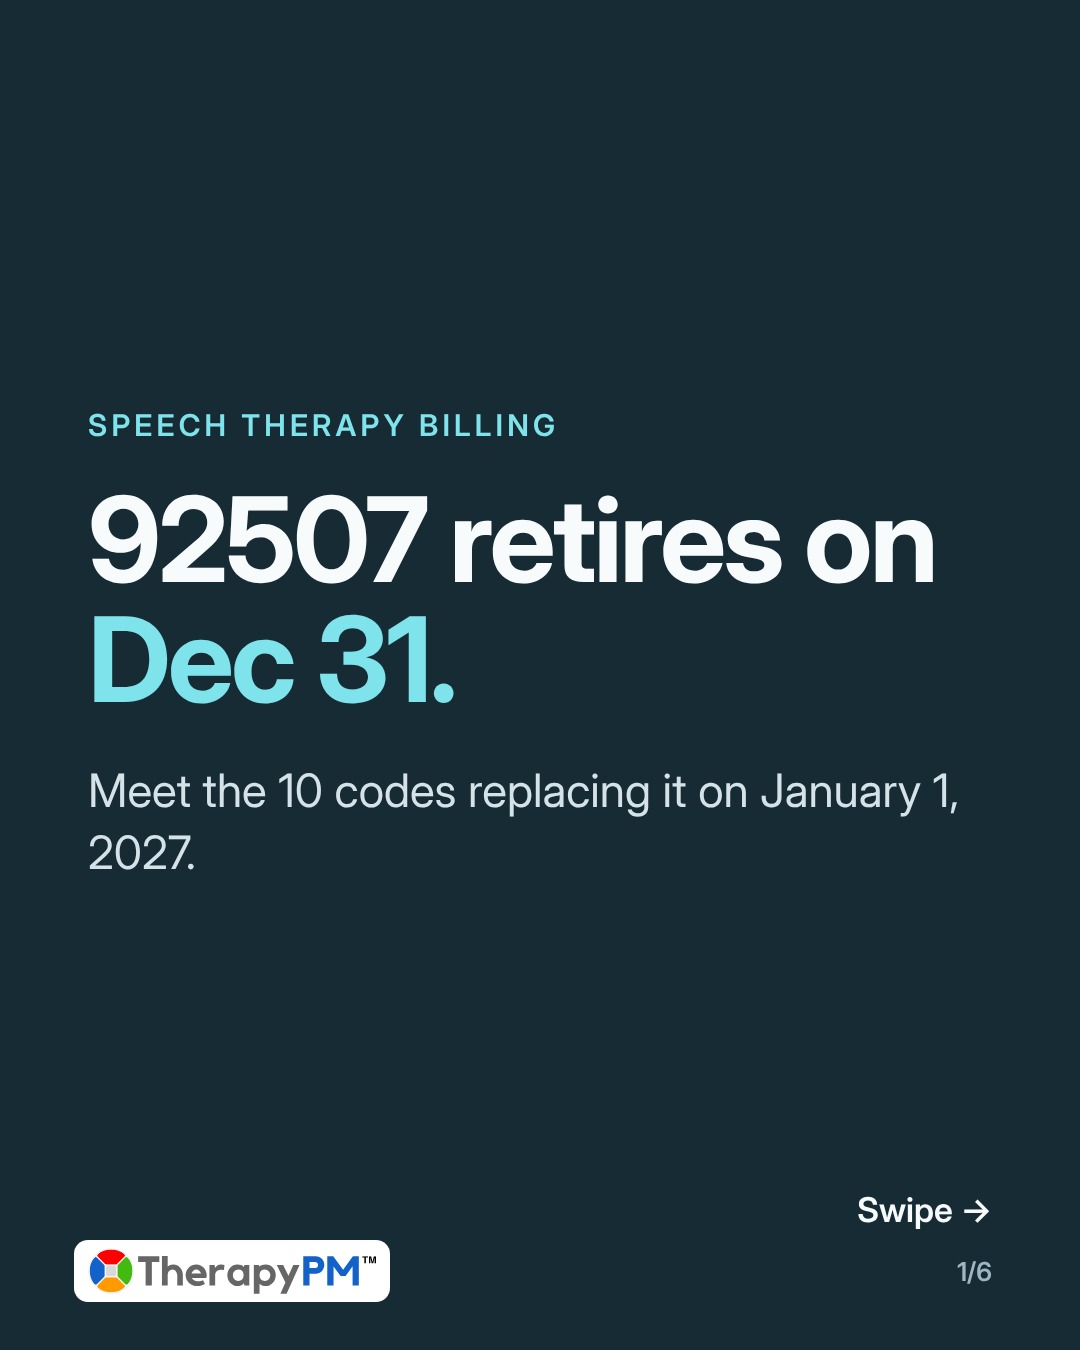 SPEECH THERAPY BILLING
92507 retires on
Dec 31.
Meet the 10 codes replacing it on January 1,
2027.
Swipe →
TherapyPM™
1/6